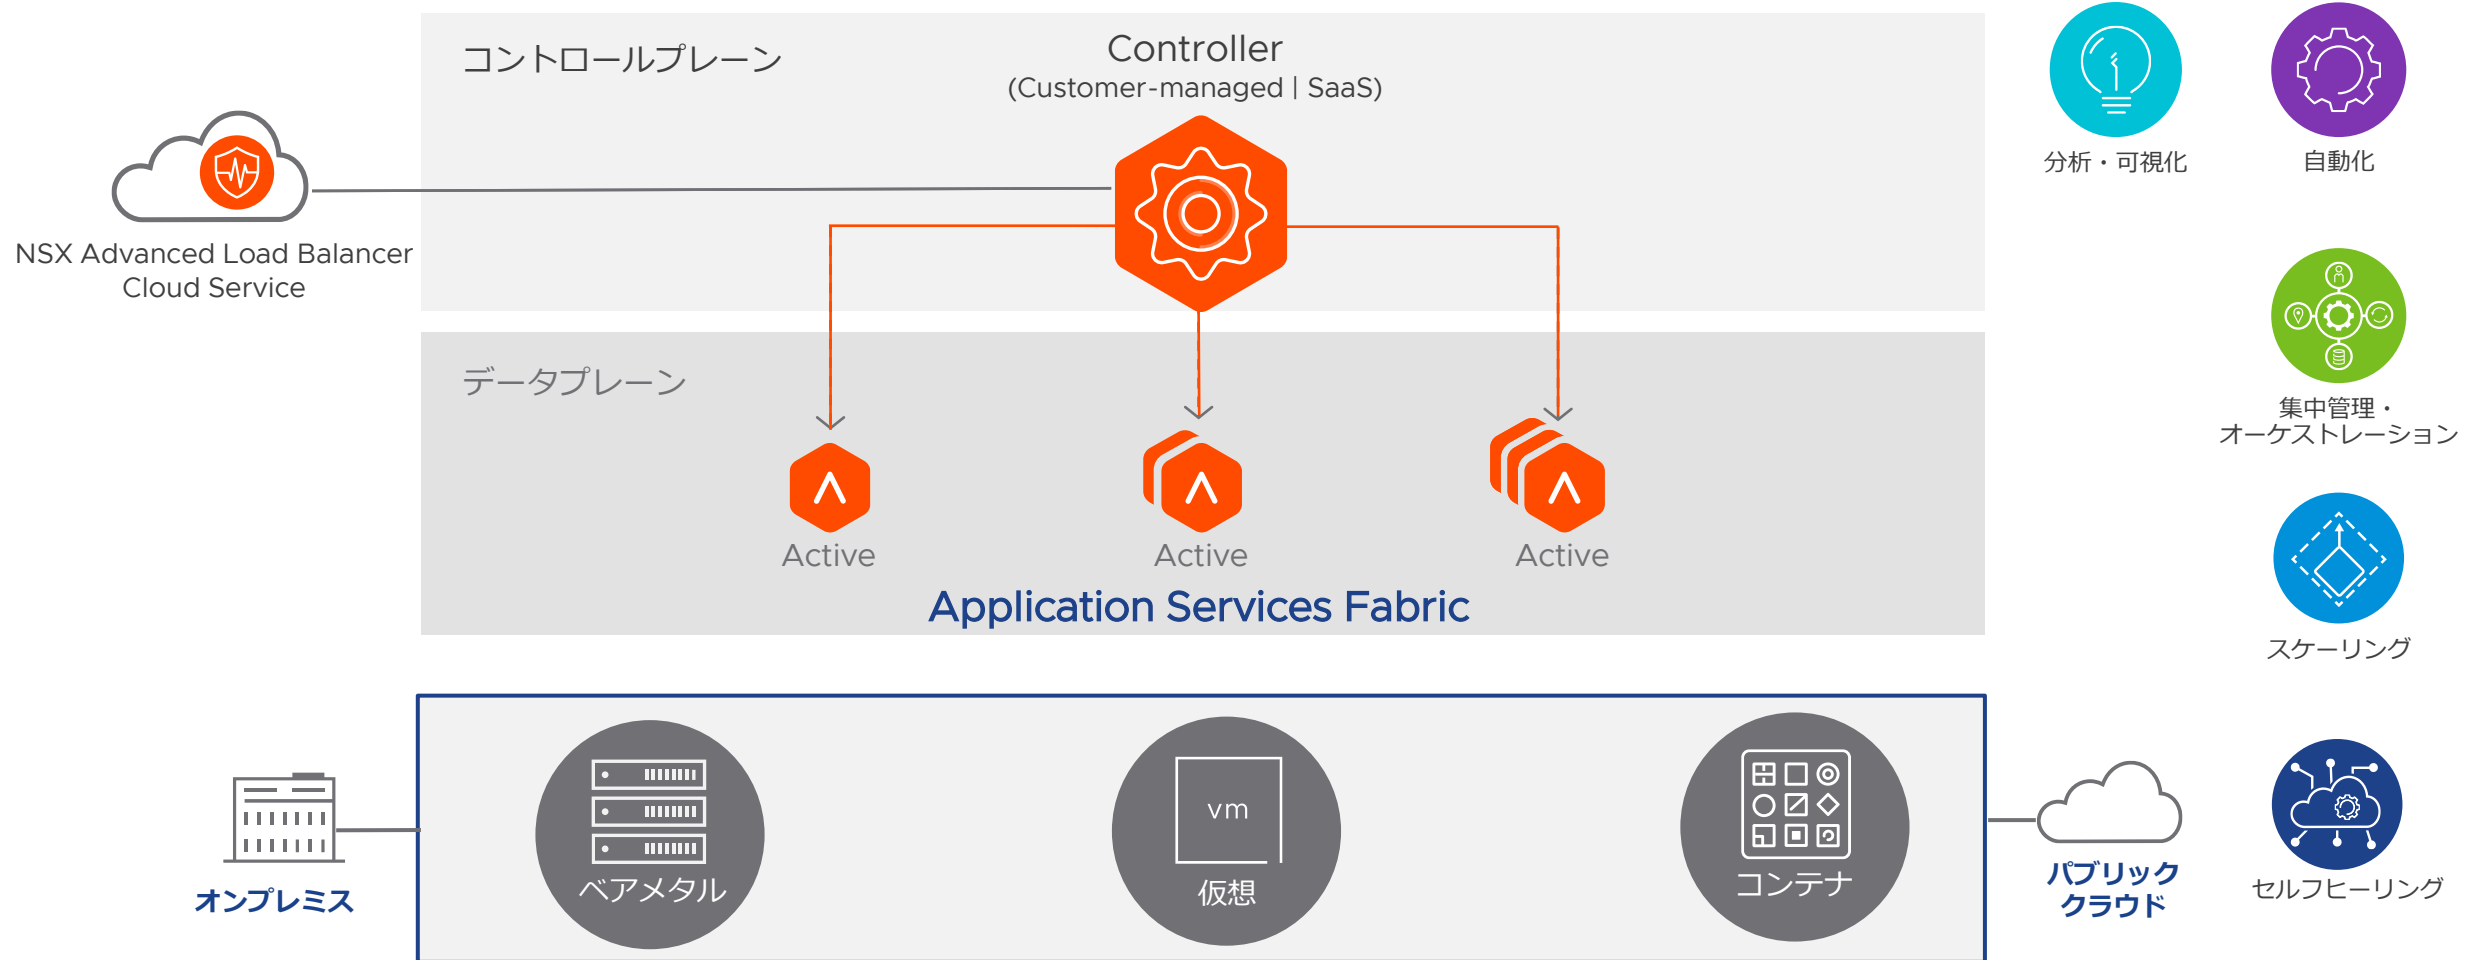 コントロールプレーン
Controller
(Customer-managed | SaaS)
NSX Advanced Load Balancer
Cloud Service
データプレーン
Active
Active
Active
Application Services Fabric
オンプレミス
ベアメタル
vm
仮想
コンテナ
パブリック
クラウド
分析・可視化
自動化
集中管理・
オーケストレーション
スケーリング
セルフヒーリング